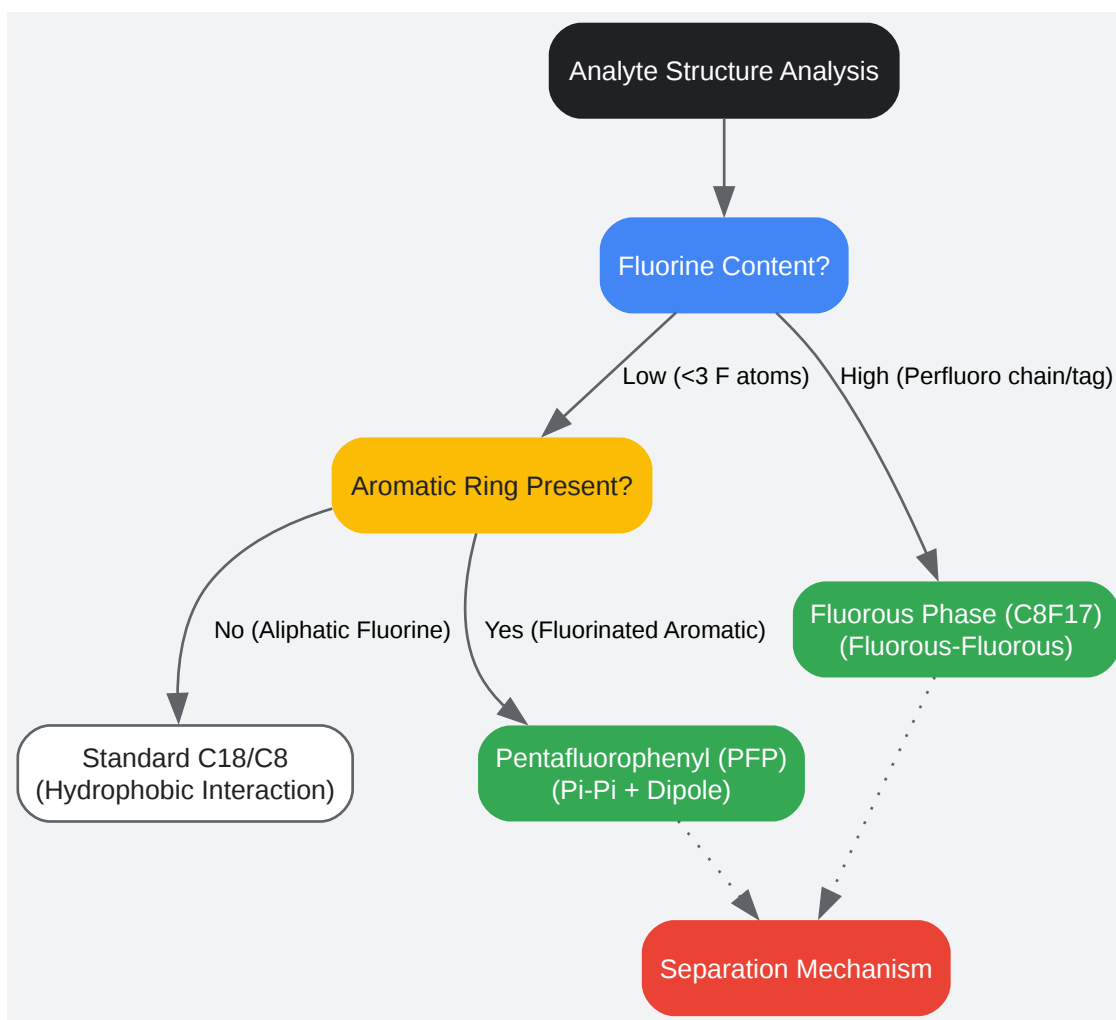 Analyte Structure Analysis
Fluorine Content?
Low (<3 F atoms)
High (Perfluoro chain/tag)
Aromatic Ring Present?
Fluorous Phase (C8F17)
(Fluorous-Fluorous)
No (Aliphatic Fluorine)
Yes (Fluorinated Aromatic)
Standard C18/C8
(Hydrophobic Interaction)
Pentafluorophenyl (PFP)
(Pi-Pi + Dipole)
Separation Mechanism